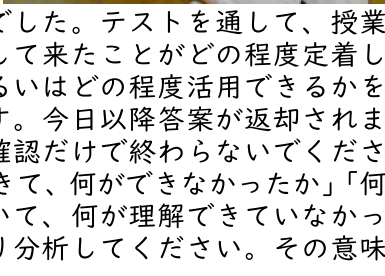 でした。テストを通して、授業
して来たことがどの程度定着し
るいはどの程度活用できるかを
す。今日以降答案が返却されま
確認だけで終わらないでくださ
きて、何ができなかったか」「何
いて、何が理解できていなかっ
り分析してください。その意味